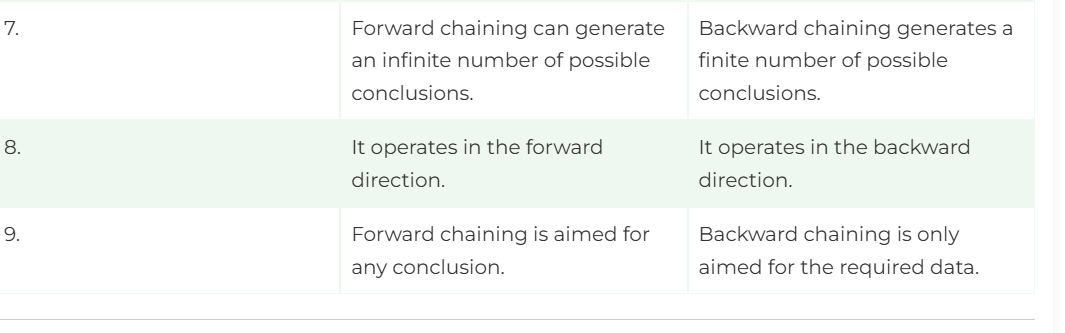 7.
Forward chaining can generate
an infinite number of possible
conclusions.
Backward chaining generates a
finite number of possible
conclusions.
8.
It operates in the forward
direction.
It operates in the backward
direction.
9.
Forward chaining is aimed for
any conclusion.
Backward chaining is only
aimed for the required data.